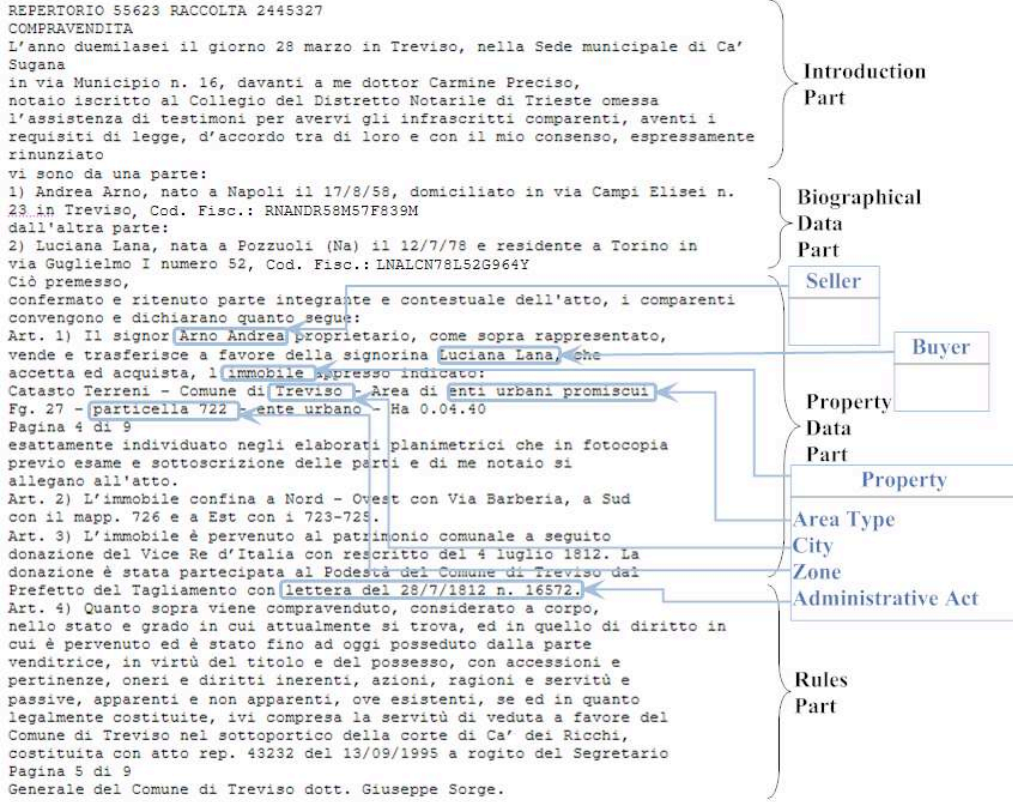 REPERTORIO 55623 RACCOLTA 2445327
COMPRAVENDITA
L'anno duemilasei il giorno 28 marzo in Treviso, nella Sede municipale di Ca'
Sugana
in via Municipio n. 16, davanti a me dottor Carmine Preciso,
notaio iscritto al Collegio del Distretto Notarile di Trieste omessa
l'assistenza di testimoni per avervi gli infrascritti comparenti, aventi i
requisiti di legge, d'accordo tra di loro e con il mio consenso, espressamente
rinunziato
vi sono da una parte:
1) Andrea Arno, nato a Napoli il 17/8/58, domiciliato in via Campi Elisei n.
23 in Treviso, Cod. Fisc.: RNANDR58M57F839M
dall'altra parte:
2) Luciana Lana, nata a Pozzuoli (Na) il 12/7/78 e residente a Torino in
via Guglielmo I numero 52, Cod. Fisc.: LNALCN78L52G964Y
Ciò premesso,
confermato e ritenuto parte integrante e contestuale dell'atto, i comparenti
convengono e dichiarano quanto segue:
Art. 1) Il signor Arno Andrea proprietario, come sopra rappresentato,
vende e trasferisce a favore della signorina Luciana Lana, che
accetta ed acquista, l'immobile appresso indicato:
Catasto Terreni - Comune di Treviso - Area di enti urbani promiscui
Fg. 27 - particella 722 - ente urbano - Ha 0.04.40
Pagina 4 di 9
esattamente individuato negli elaborati planimetrici che in fotocopia
previo esame e sottoscrizione delle parti e di me notaio si
allegano all'atto.
Art. 2) L'immobile confina a Nord - Ovest con Via Barberia, a Sud
con il mapp. 726 e a Est con i 723-725.
Art. 3) L'immobile è pervenuto al patrimonio comunale a seguito
donazione del Vice Re d'Italia con rescritto del 4 luglio 1812. La
donazione è stata partecipata al Podestà del Comune di Treviso dal
Prefetto del Tagliamento con lettera del 28/7/1812 n. 16572.
Art. 4) Quanto sopra viene compravenduto, considerato a corpo,
nello stato e grado in cui attualmente si trova, ed in quello di diritto in
cui è pervenuto ed è stato fino ad oggi posseduto dalla parte
venditrice, in virtù del titolo e del possesso, con accessioni e
pertinenze, oneri e diritti inerenti, azioni, ragioni e servitù e
passive, apparenti e non apparenti, ove esistenti, se ed in quanto
legalmente costituite, ivi compresa la servitù di veduta a favore del
Comune di Treviso nel sottoportico della corte di Ca' dei Ricchi,
costituita con atto rep. 43232 del 13/09/1995 a rogito del Segretario
Pagina 5 di 9
Generale del Comune di Treviso dott. Giuseppe Sorge.
Introduction
Part
Biographical
Data
Part
Seller
Buyer
Property
Data
Part
Property
Area Type
City
Zone
Administrative Act
Rules
Part